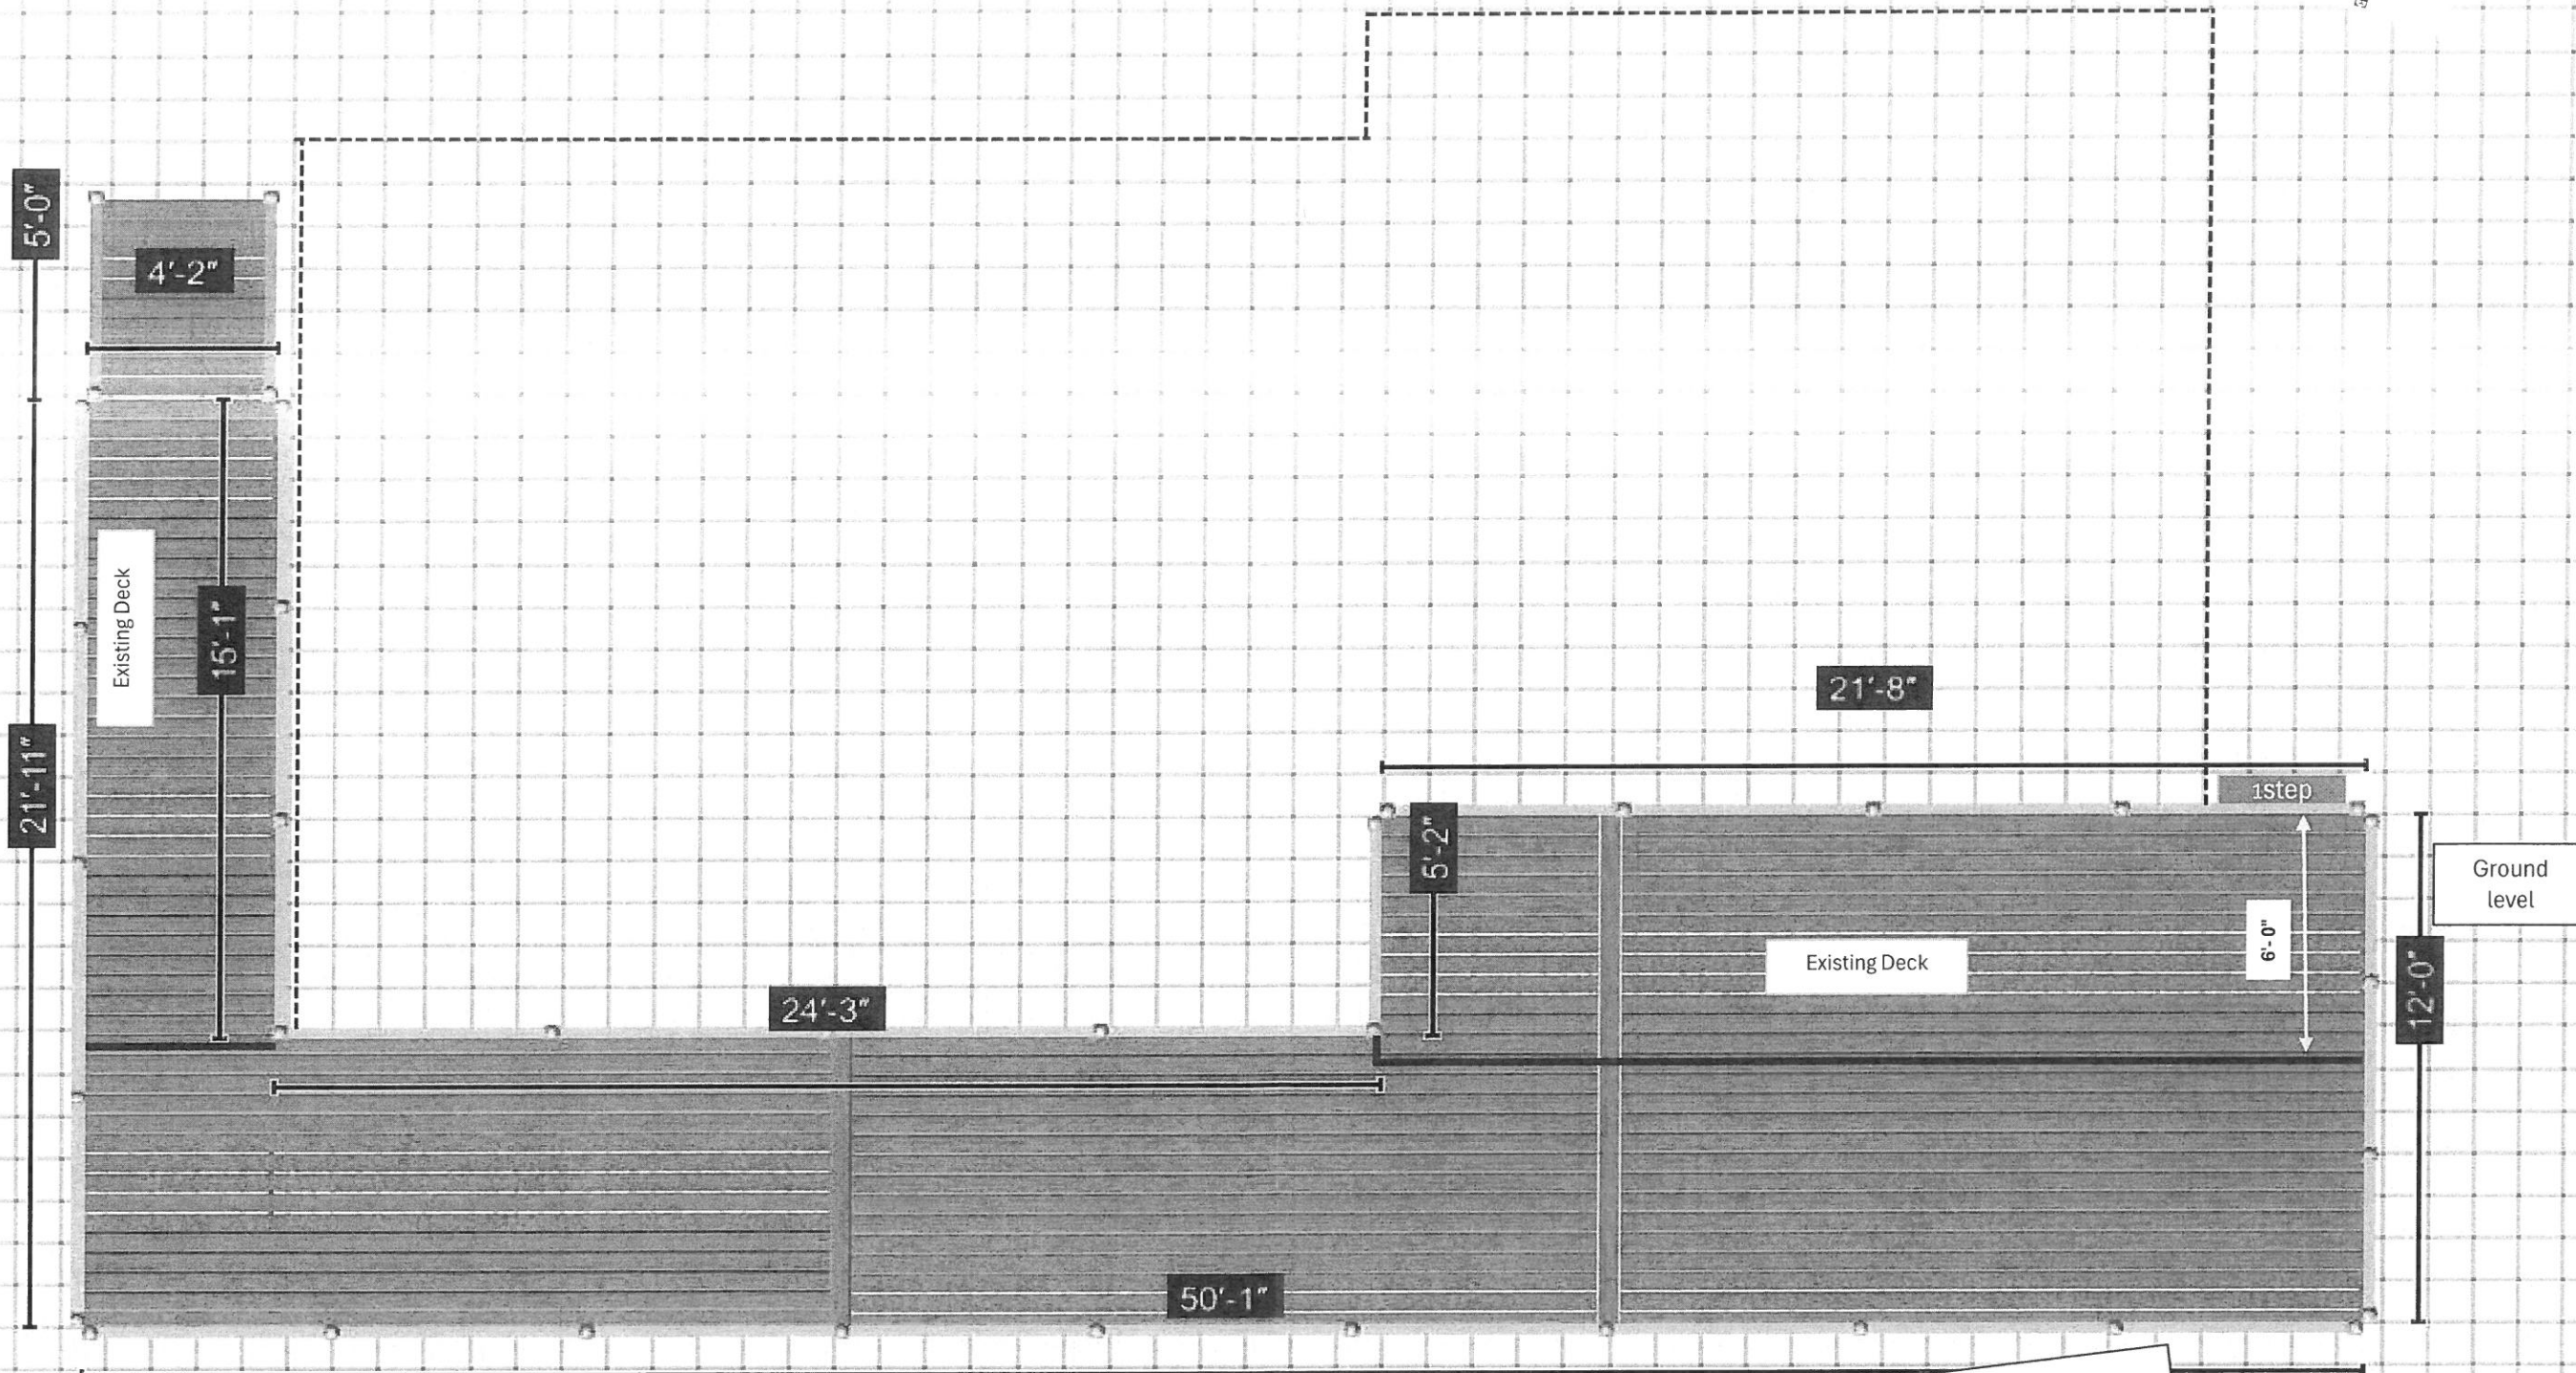 5'-0"
4'-2"
Existing Deck
15'-1"
21'-11"
21'-8"
1step
5'-2"
Ground
level
6'-0"
Existing Deck
12'-0"
24'-3"
50'-1"